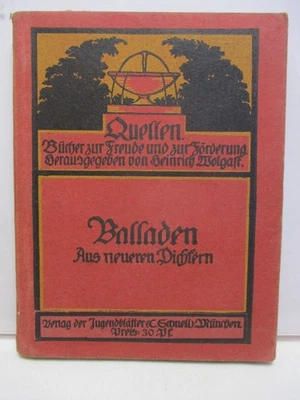 Quellen.
Bücher zur Freude und zur Förderung.
Herausgegeben von Heinrich Wolgast.
Balladen
Aus neueren Dichtern
Verlag der Jugendblätter (C. Schnell) München.
Preis 30 Pf.